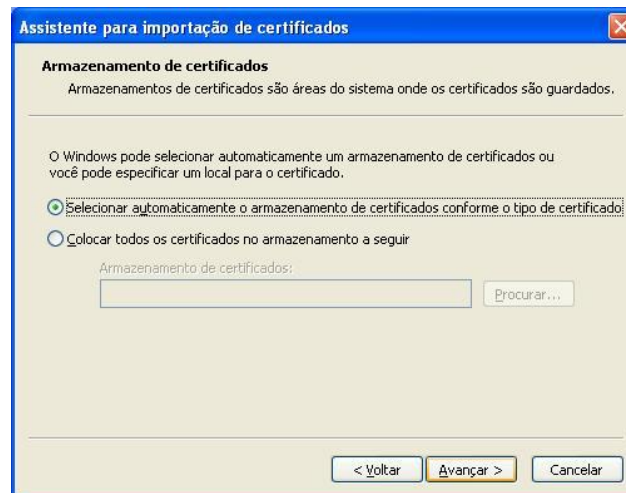 Assistente para importação de certificados
Armazenamento de certificados
Armazenamentos de certificados são áreas do sistema onde os certificados são guardados.
O Windows pode selecionar automaticamente um armazenamento de certificados ou
você pode especificar um local para o certificado.
Selecionar automaticamente o armazenamento de certificados conforme o tipo de certificado
Colocar todos os certificados no armazenamento a seguir
Armazenamento de certificados:
Procurar...
< Voltar Avançar > Cancelar